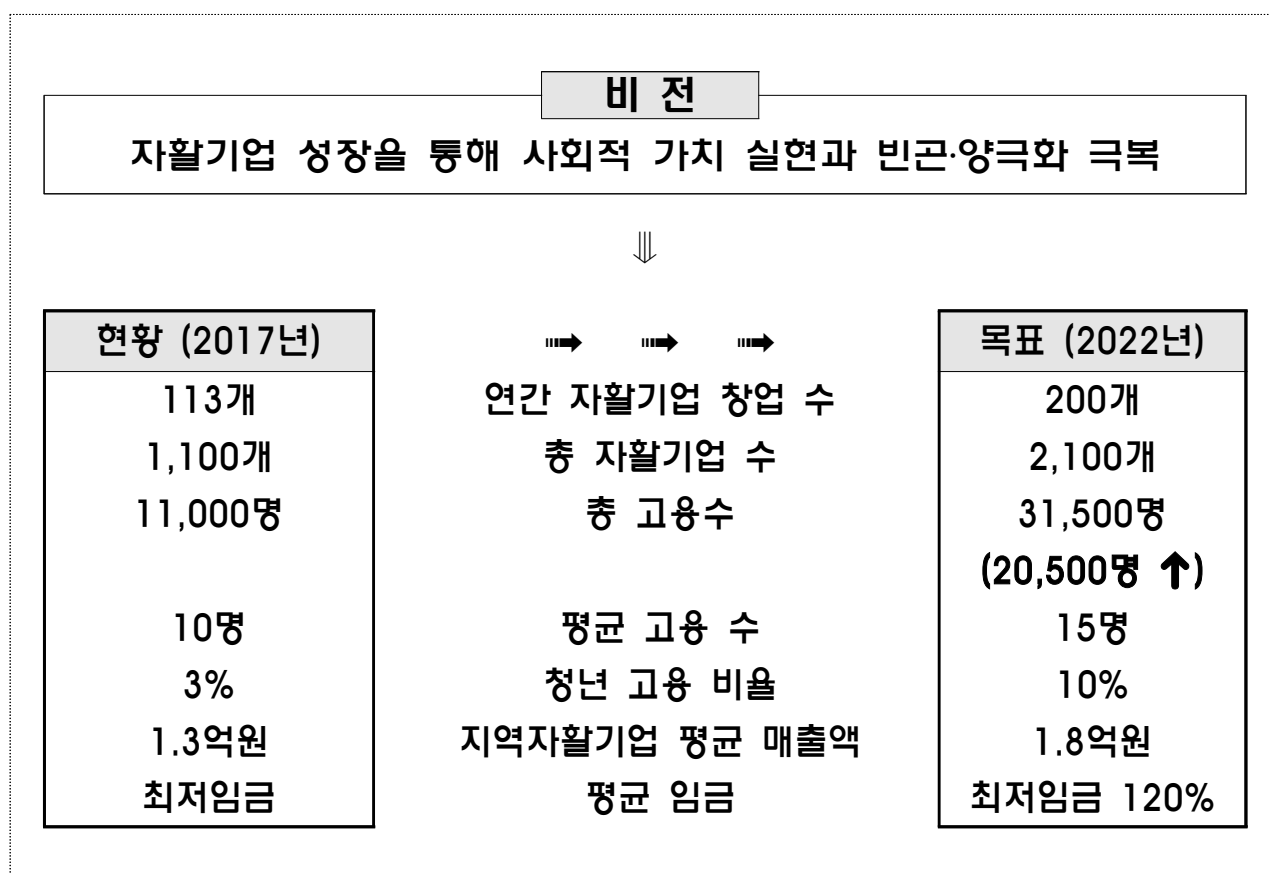 비 전
자활기업 성장을 통해 사회적 가치 실현과 빈곤·양극화 극복
⇓
현황 (2017년) ➟ ➟ ➟ 목표 (2022년)
113개 연간 자활기업 창업 수 200개
1,100개 총 자활기업 수 2,100개
11,000명 총 고용수 31,500명
(20,500명 ↑)
10명 평균 고용 수 15명
3% 청년 고용 비율 10%
1.3억원 지역자활기업 평균 매출액 1.8억원
최저임금 평균 임금 최저임금 120%